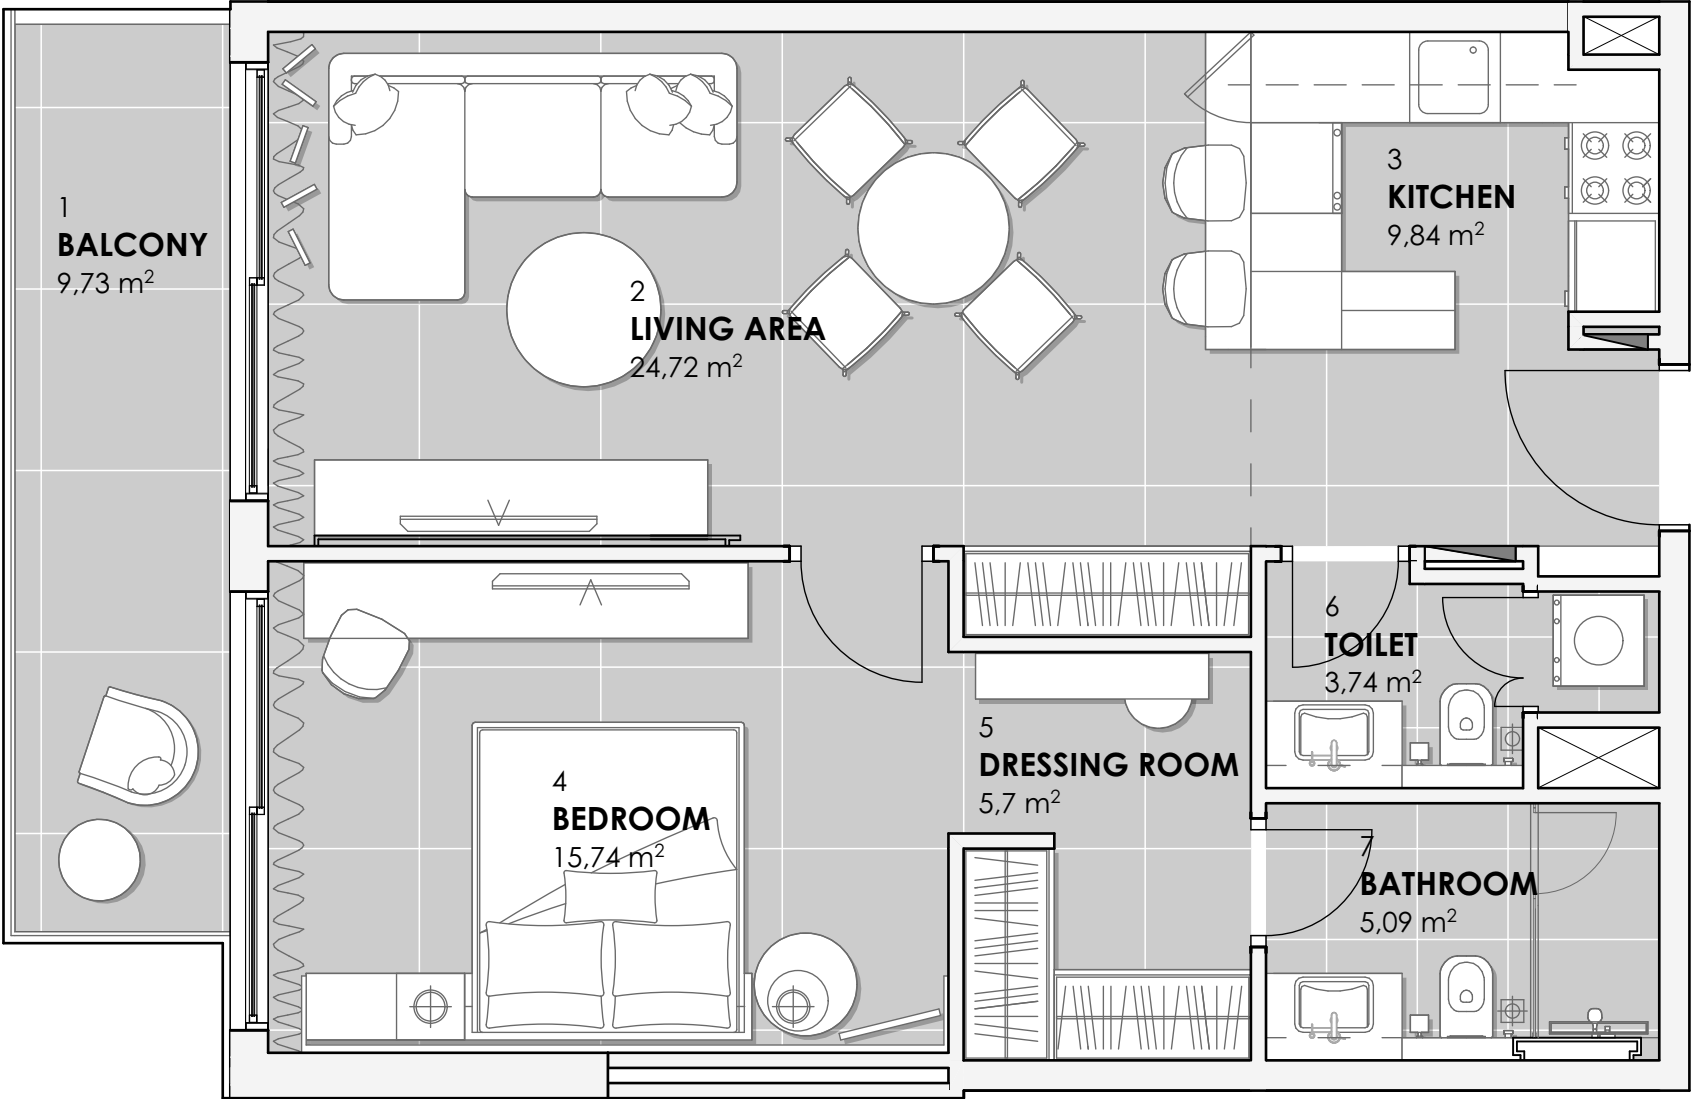 1
BALCONY
9,73 m²
2
LIVING AREA
24,72 m²
3
KITCHEN
9,84 m²
4
BEDROOM
15,74 m²
5
DRESSING ROOM
5,7 m²
6
TOILET
3,74 m²
7
BATHROOM
5,09 m²